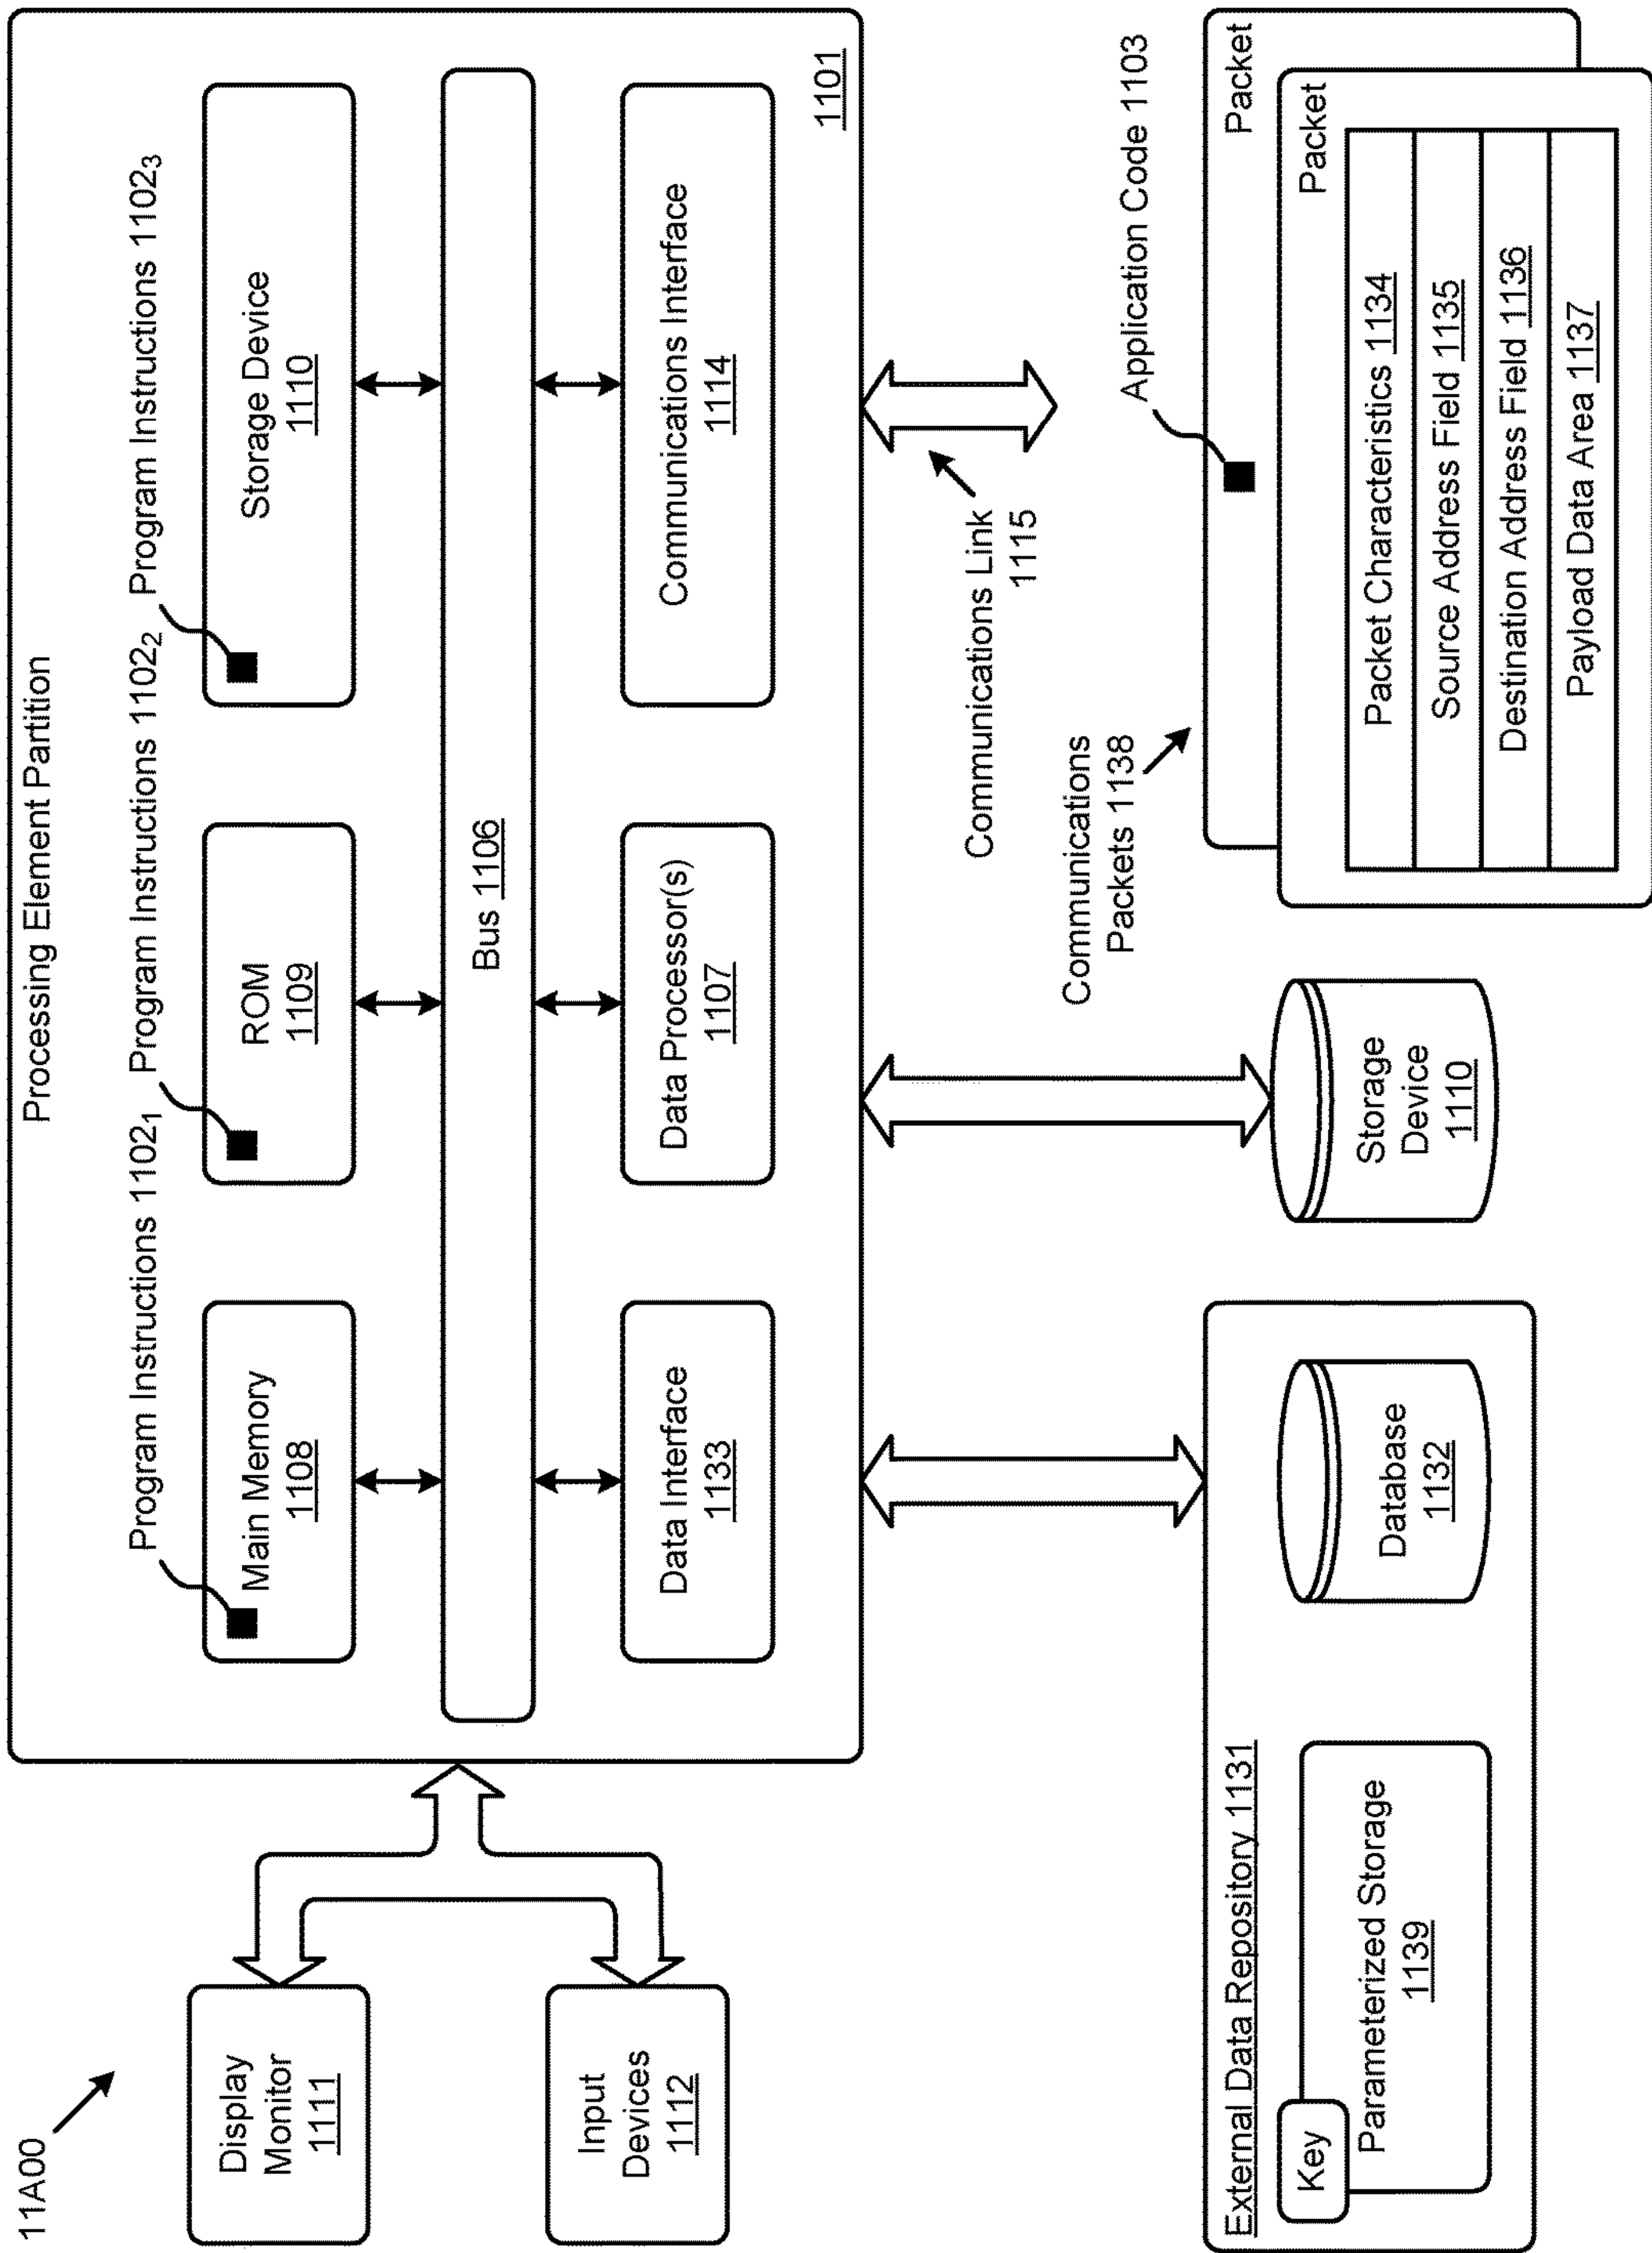 11A00
Processing Element Partition
Program Instructions 1102₁
Program Instructions 1102₂
Program Instructions 1102₃
Main Memory
1108
ROM
1109
Storage Device
1110
Bus 1106
Data Interface
1133
Data Processor(s)
1107
Communications Interface
1114
1101
Display
Monitor
1111
Input
Devices
1112
Communications Link
1115
External Data Repository 1131
Key
Parameterized Storage
1139
Database
1132
Storage
Device
1110
Communications
Packets 1138
Application Code 1103
Packet
Packet
Packet Characteristics 1134
Source Address Field 1135
Destination Address Field 1136
Payload Data Area 1137